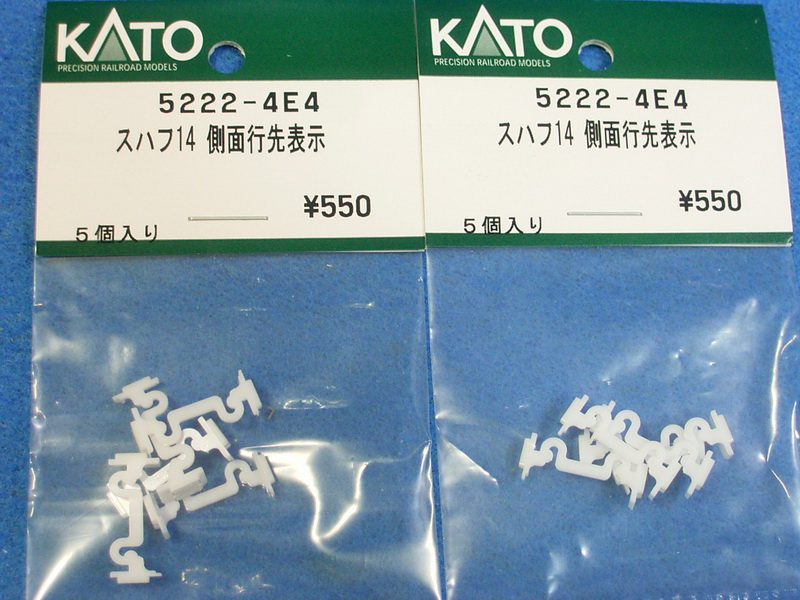 KATO
PRECISION RAILROAD MODELS
5222-4E4
スハフ14 側面行先表示
¥550
5個入り
KATO
PRECISION RAILROAD MODELS
5222-4E4
スハフ14 側面行先表示
¥550
5個入り